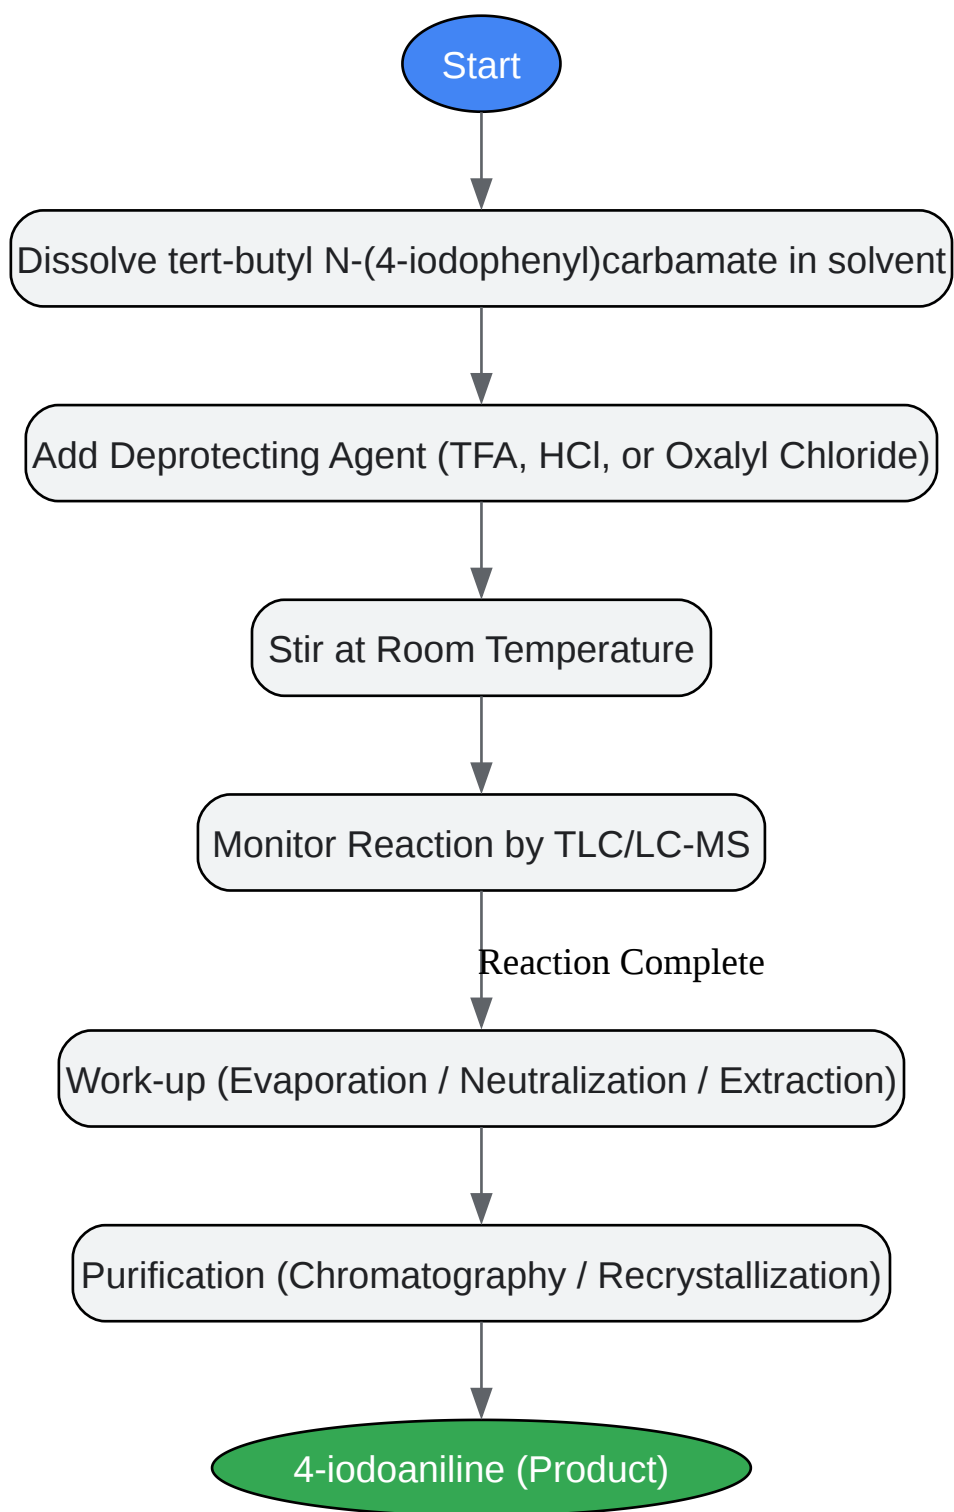 Start
Dissolve tert-butyl N-(4-iodophenyl)carbamate in solvent
Add Deprotecting Agent (TFA, HCl, or Oxalyl Chloride)
Stir at Room Temperature
Monitor Reaction by TLC/LC-MS
Reaction Complete
Work-up (Evaporation / Neutralization / Extraction)
Purification (Chromatography / Recrystallization)
4-iodoaniline (Product)